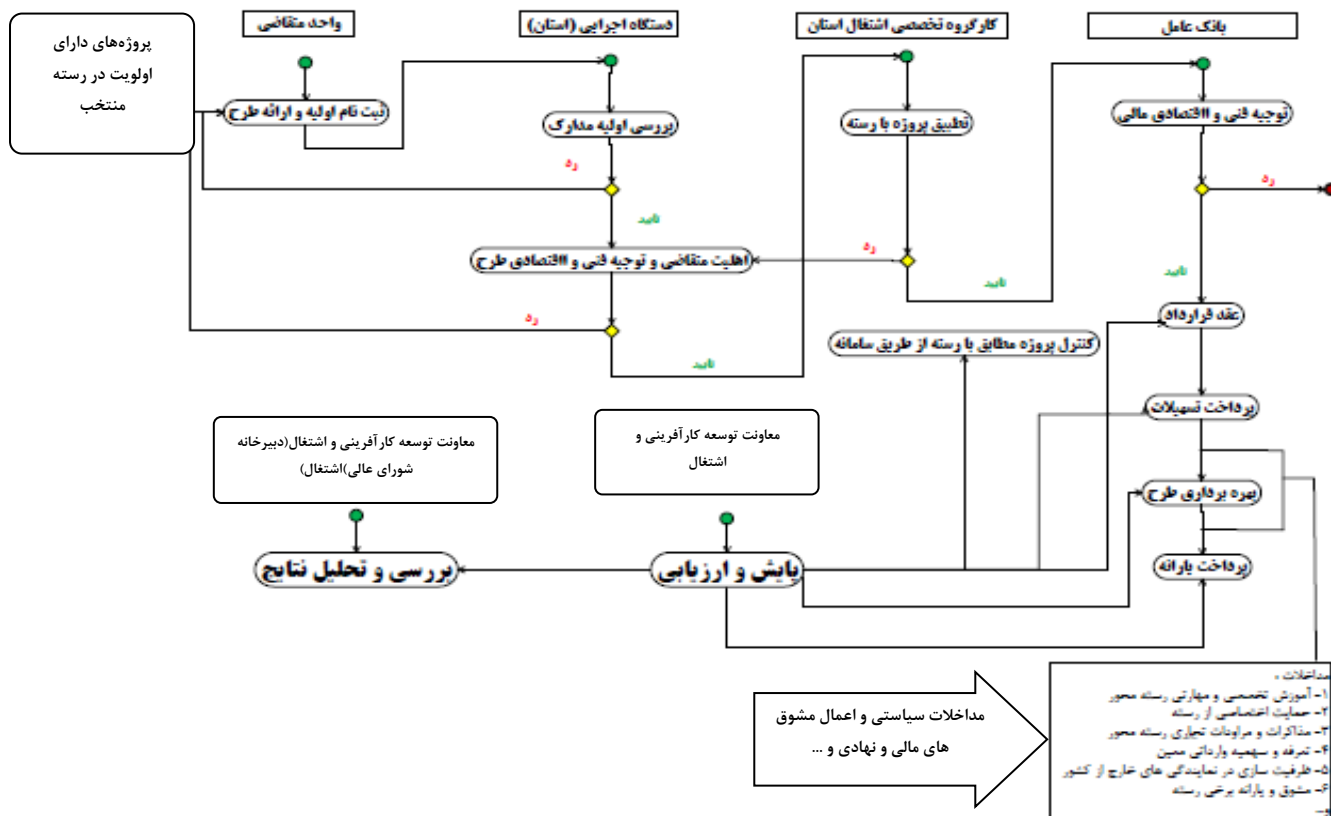 واحد متقاضی
دستگاه اجرایی (استان)
کارگروه تخصصی اشتغال استان
بانک عامل
پروژه‌های دارای
اولویت در رسته
منتخب
ثبت نام اولیه و ارائه طرح
بررسی اولیه مدارک
تطبیق پروژه با رسته
توجیه فنی و ااقتصادی مالی
رد
رد
تایید
تایید
اهلیت متقاضی و توجیه فنی و ااقتصادی طرح
رد
تایید
رد
تایید
عقد قرارداد
کنترل پروژه مطابق با رسته از طریق سامانه
پرداخت تسهیلات
معاونت توسعه کارآفرینی و اشتغال(دبیرخانه
شورای عالی)اشتغال)
معاونت توسعه کارآفرینی و
اشتغال
بهره برداری طرح
بررسی و تحلیل نتایج
پایش و ارزیابی
پرداخت یارانه
مداخلات سیاستی و اعمال مشوق
های مالی و نهادی و ...
مداخلات :
۱- آموزش تخصصی و مهارتی رسته محور
۲- حمایت اختصاصی از رسته
۳- مذاکرات و مراودات تجاری رسته محور
۴- تعرفه و سهمیه وارداتی معین
۵- ظرفیت سازی در نمایندگی های خارج از کشور
۶- مشوق و یارانه برخی رسته
و...